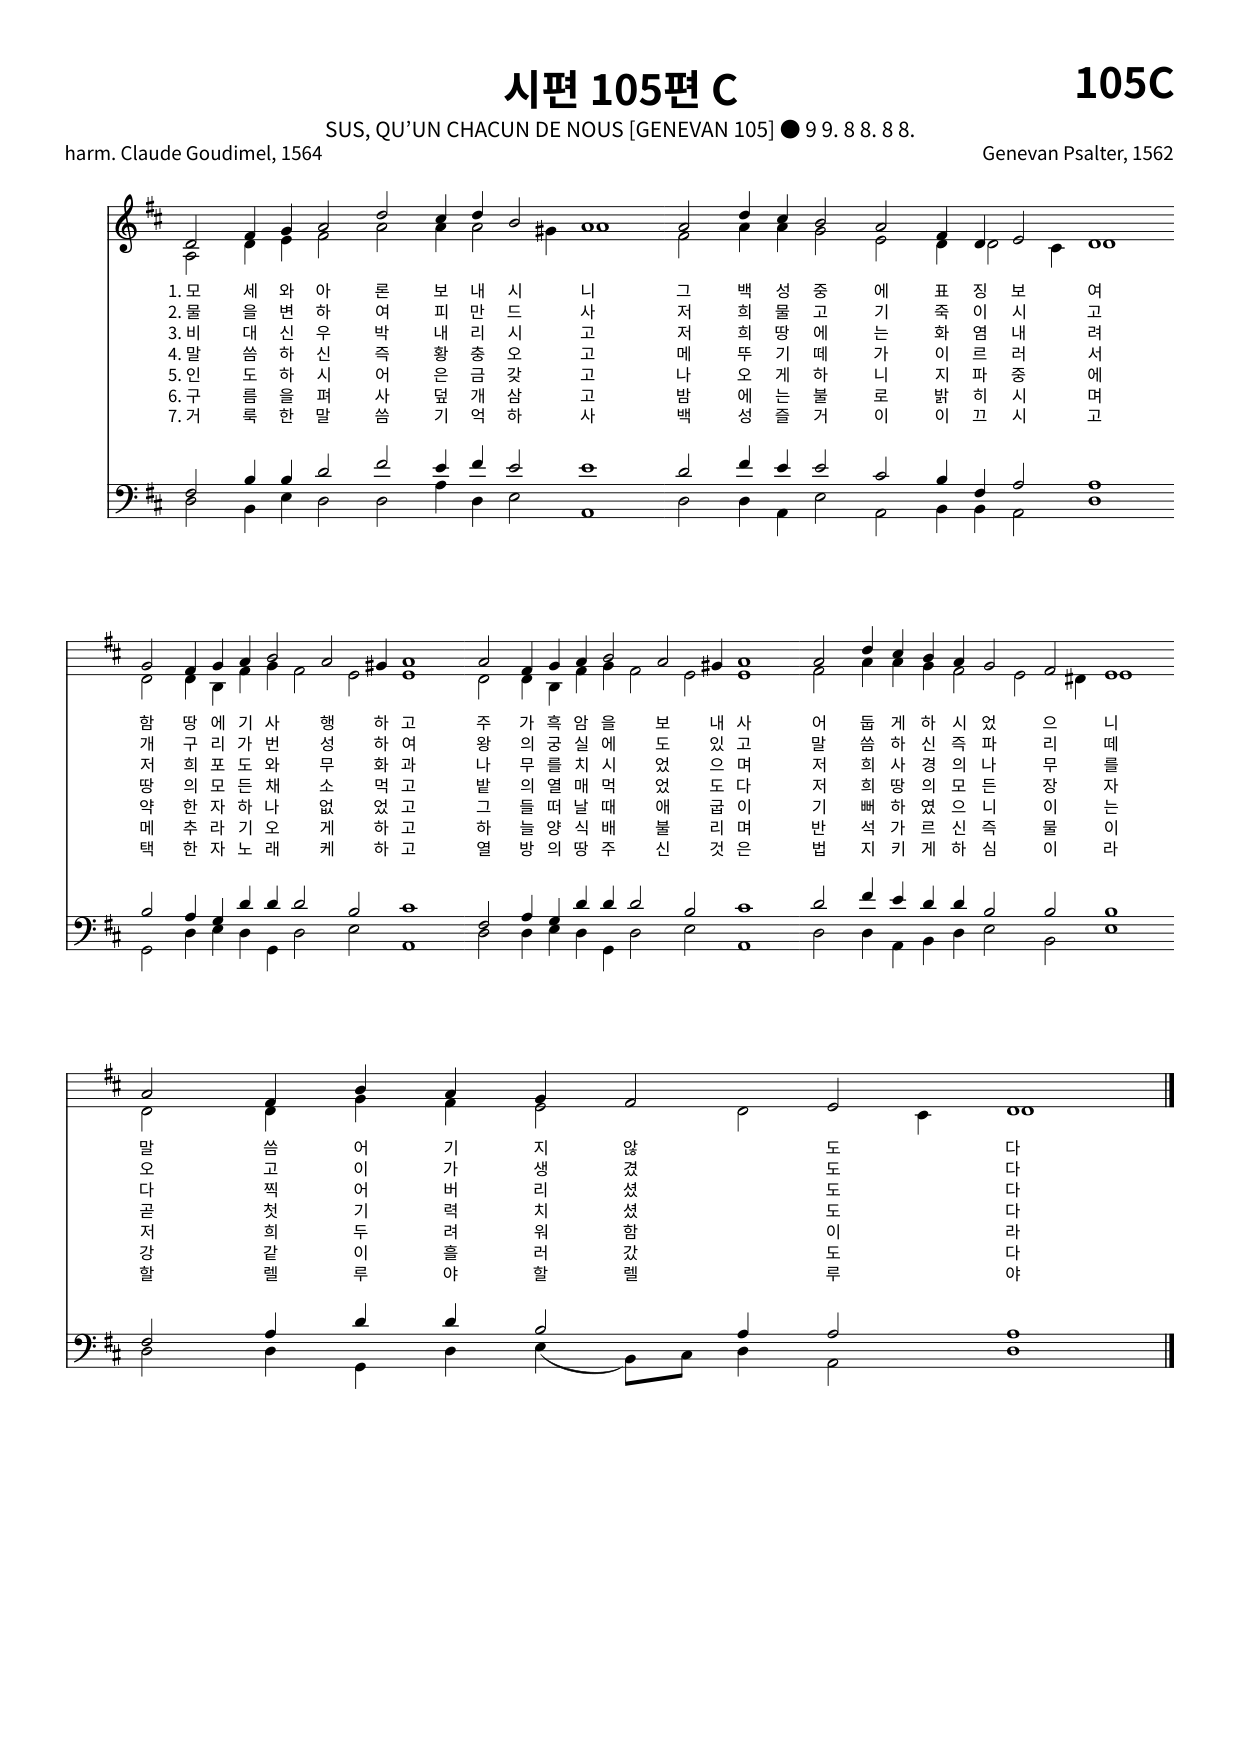 시편 105편 C
105C
SUS, QU’UN CHACUN DE NOUS [GENEVAN 105] ● 9 9. 8 8. 8 8.
harm. Claude Goudimel, 1564
Genevan Psalter, 1562
1. 모 세 와 아 론 보 내 시 니 그 백 성 중 에 표 징 보 여
2. 물 을 변 하 여 피 만 드 사 저 희 물 고 기 죽 이 시 고
3. 비 대 신 우 박 내 리 시 고 저 희 땅 에 는 화 염 내 려
4. 말 씀 하 신 즉 황 충 오 고 메 뚜 기 떼 가 이 르 러 서
5. 인 도 하 시 어 은 금 갖 고 나 오 게 하 니 지 파 중 에
6. 구 름 을 펴 사 덮 개 삼 고 밤 에 는 불 로 밝 히 시 며
7. 거 룩 한 말 씀 기 억 하 사 백 성 즐 거 이 이 끄 시 고
함 땅 에 기 사 행 하 고 주 가 흑 암 을 보 내 사 어 둡 게 하 시 었 으 니
개 구 리 가 번 성 하 여 왕 의 궁 실 에 도 있 고 말 씀 하 신 즉 파 리 떼
저 희 포 도 와 무 화 과 나 무 를 치 시 었 으 며 저 희 사 경 의 나 무 를
땅 의 모 든 채 소 먹 고 밭 의 열 매 먹 었 도 다 저 희 땅 의 모 든 장 자
약 한 자 하 나 없 었 고 그 들 떠 날 때 애 굽 이 기 뻐 하 였 으 니 이 는
메 추 라 기 오 게 하 고 하 늘 양 식 배 불 리 며 반 석 가 르 신 즉 물 이
택 한 자 노 래 케 하 고 열 방 의 땅 주 신 것 은 법 지 키 게 하 심 이 라
말 씀 어 기 지 않 도 다
오 고 이 가 생 겼 도 다
다 찍 어 버 리 셨 도 다
곧 첫 기 력 치 셨 도 다
저 희 두 려 워 함 이 라
강 같 이 흘 러 갔 도 다
할 렐 루 야 할 렐 루 야